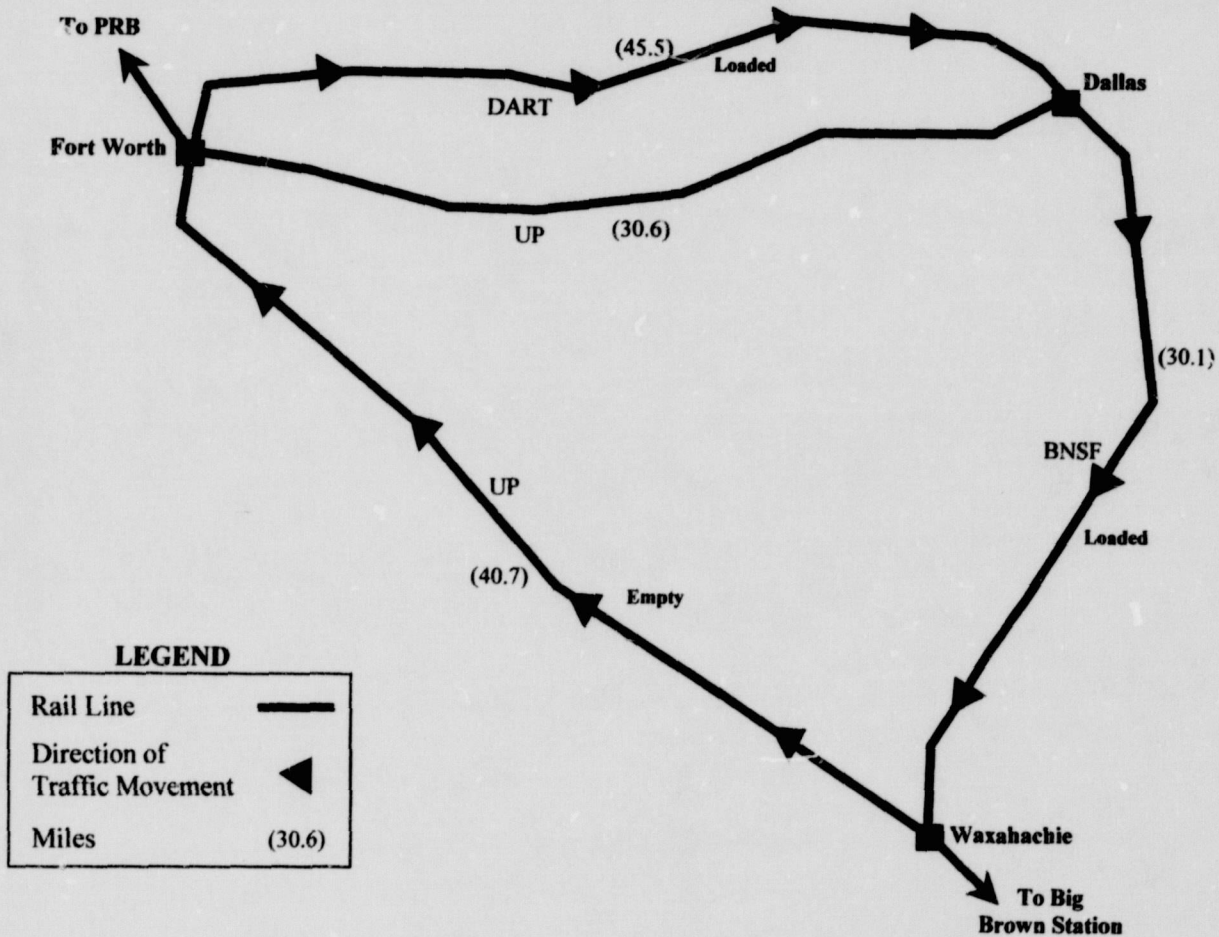 To PRB
(45.5)
Loaded
Dallas
DART
Fort Worth
UP
(30.6)
(30.1)
BNSF
Loaded
UP
(40.7)
Empty
LEGEND
Rail Line
Direction of
Traffic Movement
Miles (30.6)
Waxahachie
To Big
Brown Station